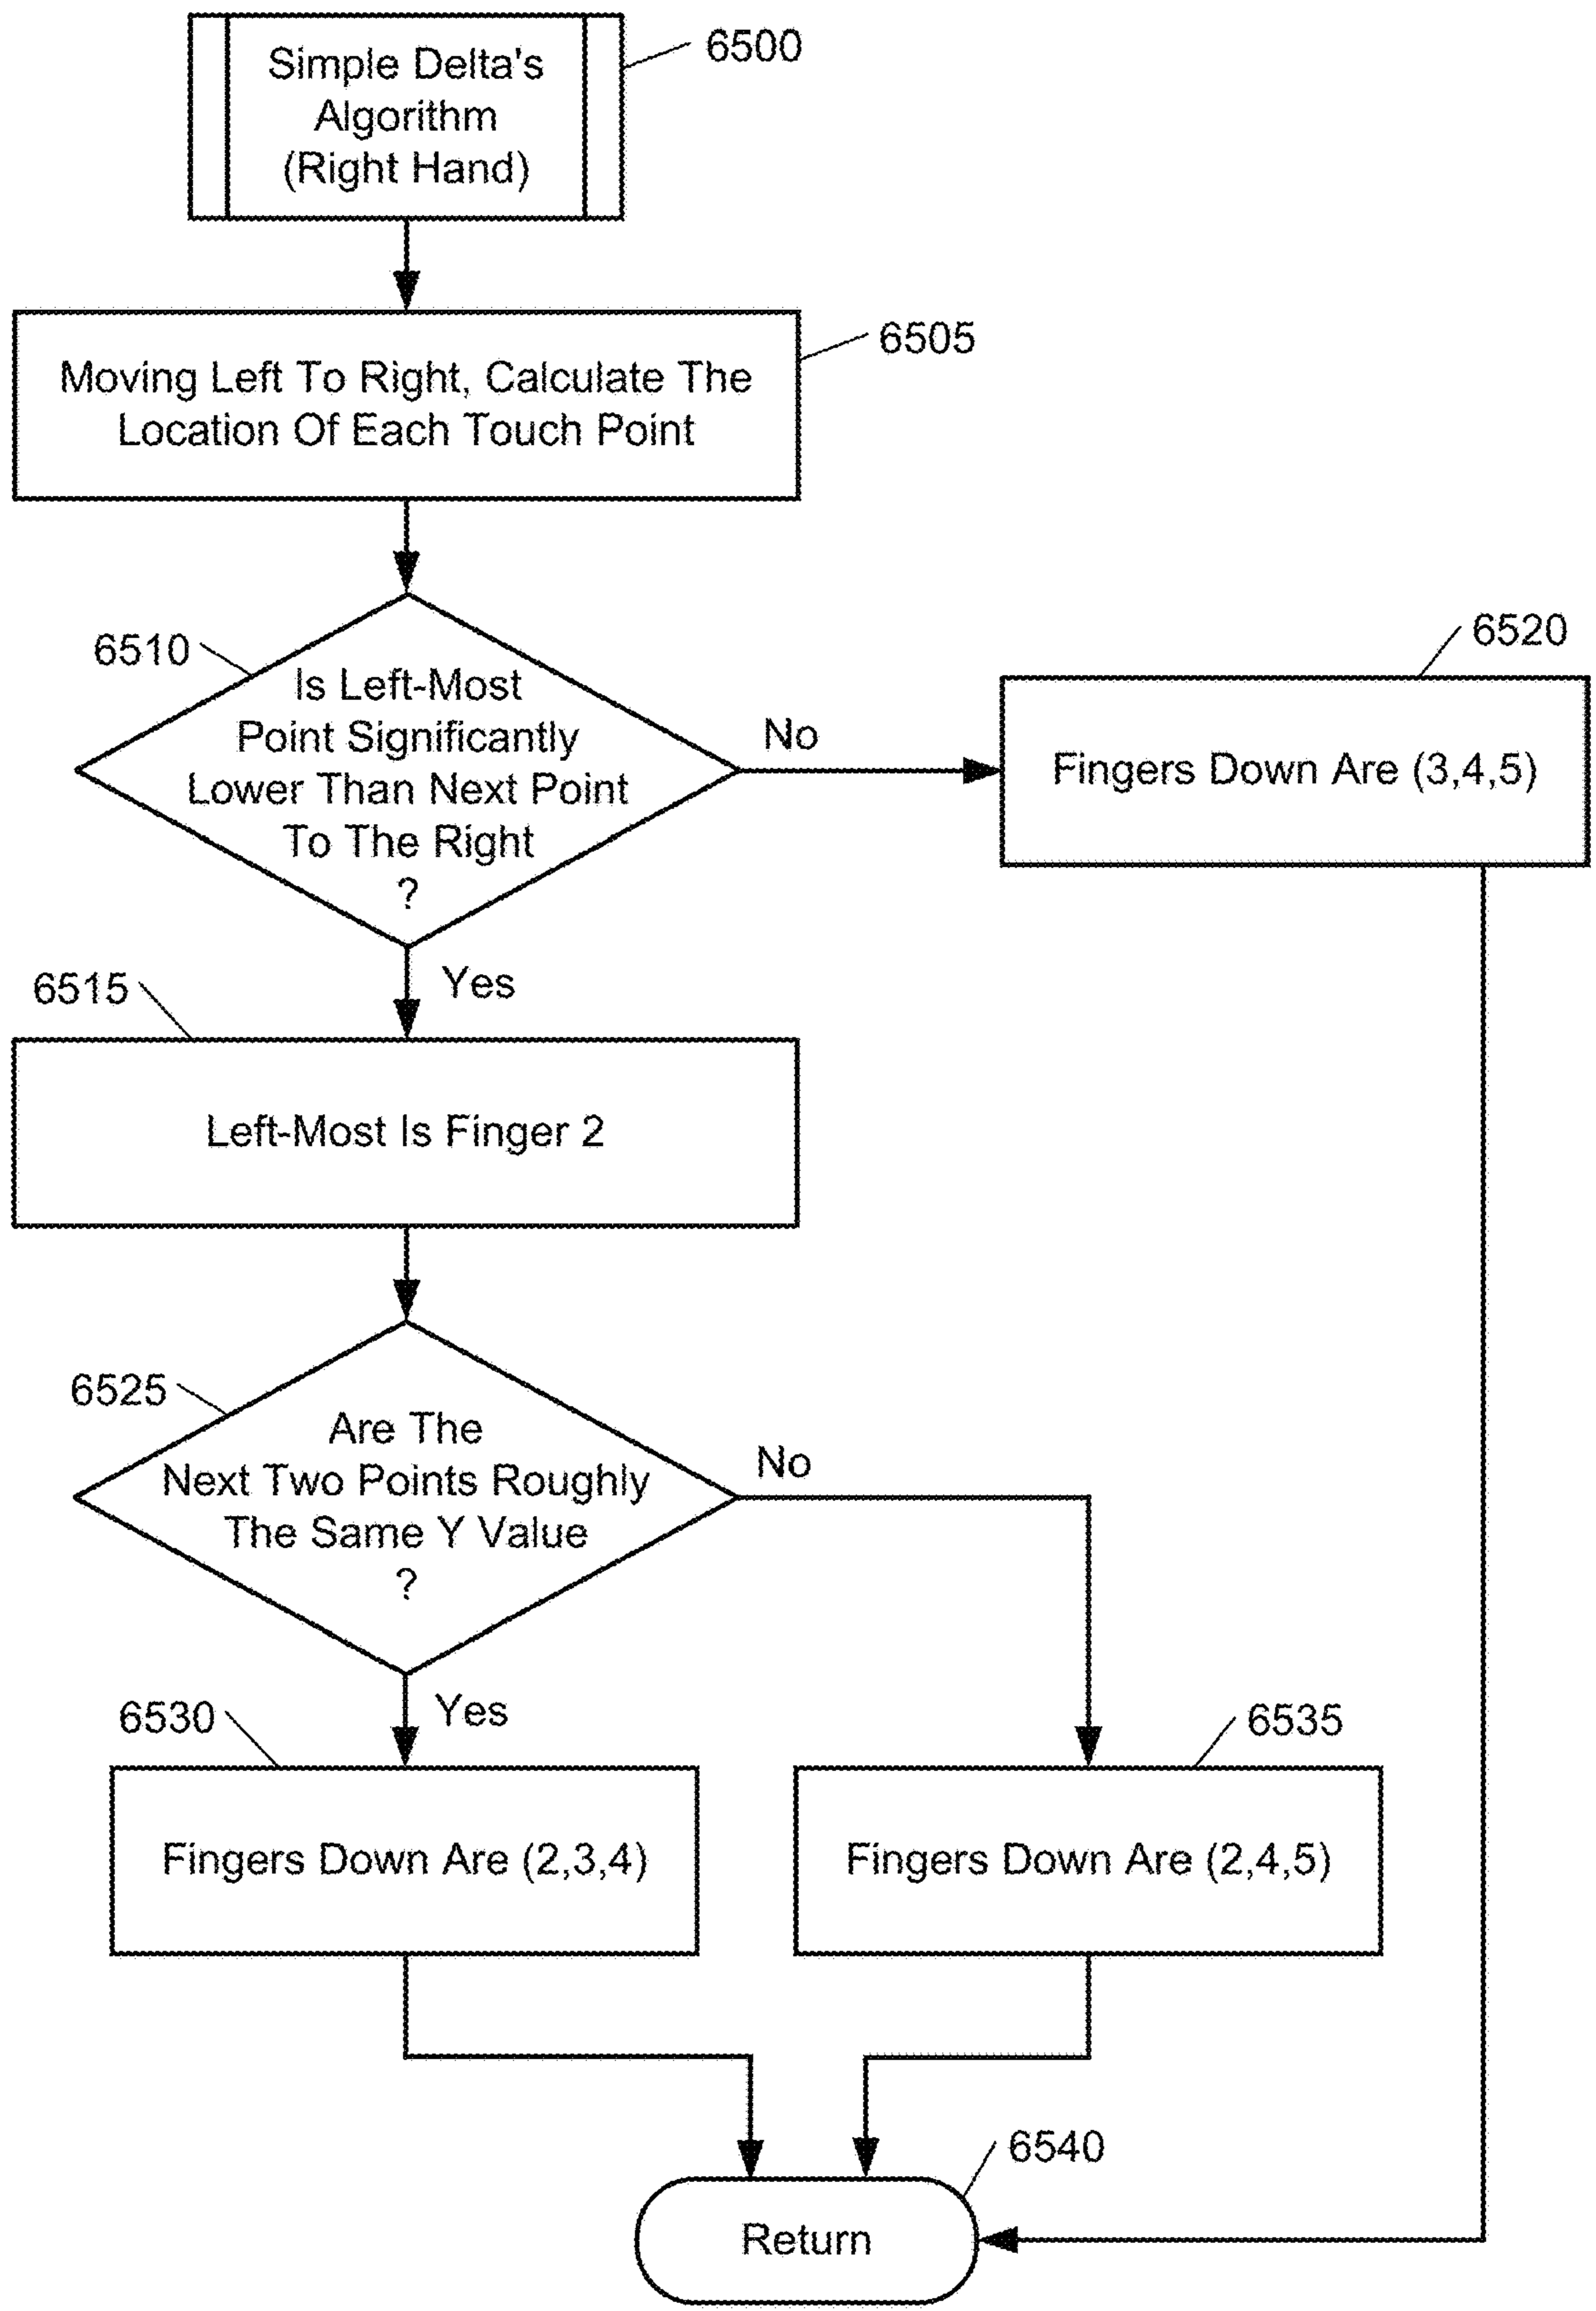 Simple Delta's
Algorithm
(Right Hand)
6500
Moving Left To Right, Calculate The
Location Of Each Touch Point
6505
6510
Is Left-Most
Point Significantly
Lower Than Next Point
To The Right
?
No
6520
Fingers Down Are (3,4,5)
Yes
6515
Left-Most Is Finger 2
6525
Are The
Next Two Points Roughly
The Same Y Value
?
No
Yes
6530
Fingers Down Are (2,3,4)
6535
Fingers Down Are (2,4,5)
6540
Return